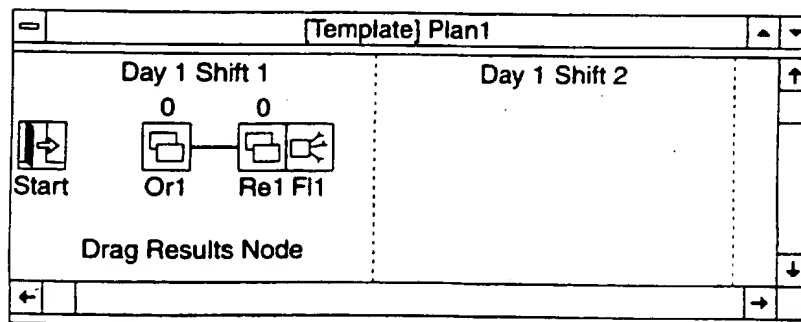 [Template] Plan1
Day 1 Shift 1 Day 1 Shift 2
0 0
Start Or1 Re1 Fl1
Drag Results Node